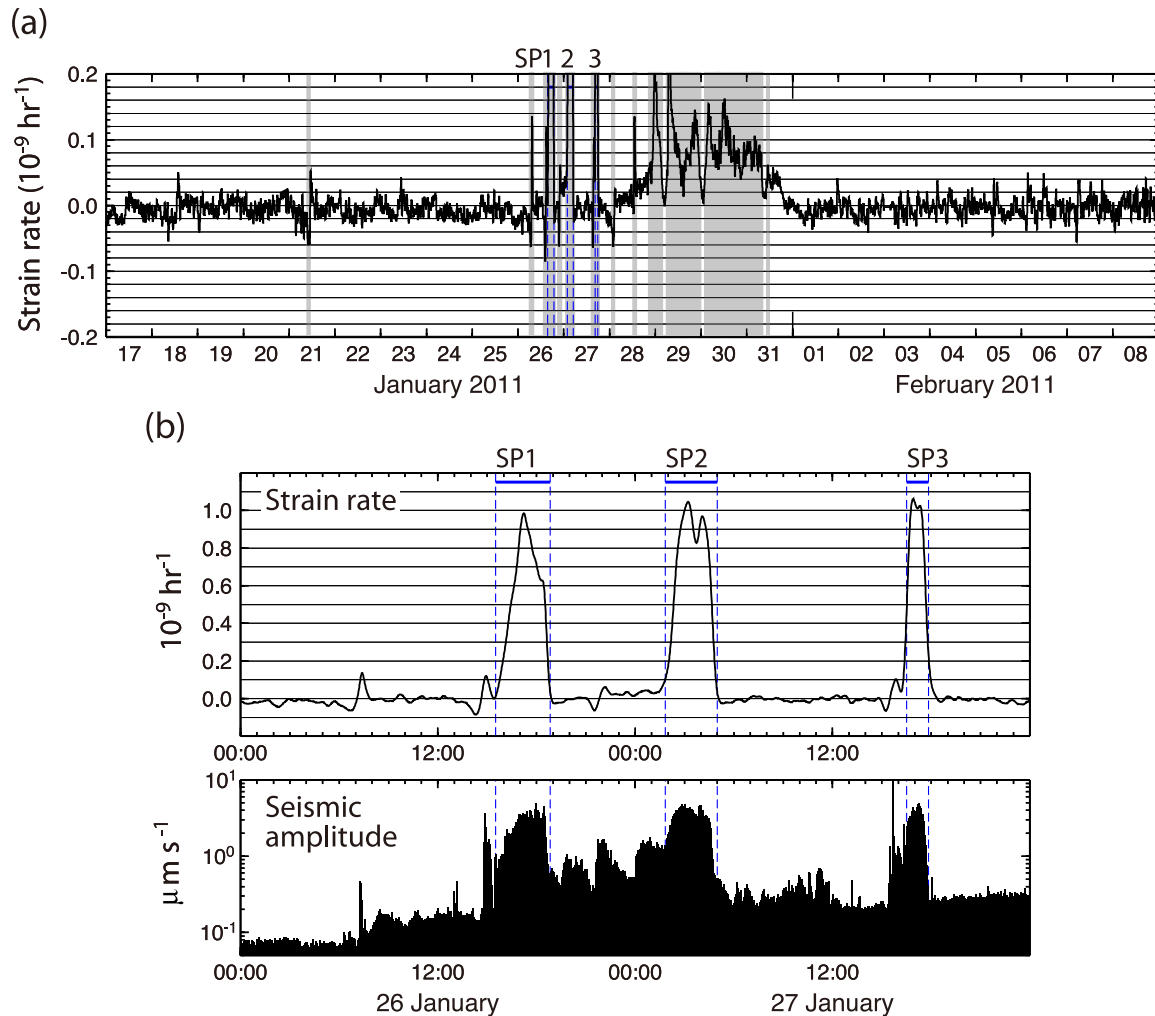 (a)
SP1 2 3
Strain rate (10⁻⁹ hr⁻¹)
0.2
0.1
0.0
-0.1
-0.2
17 18 19 20 21 22 23 24 25 26 27 28 29 30 31 01 02 03 04 05 06 07 08
January 2011 February 2011
(b)
SP1 SP2 SP3
Strain rate
10⁻⁹ hr⁻¹
1.0
0.8
0.6
0.4
0.2
0.0
00:00 12:00 00:00 12:00
Seismic
amplitude
μm s⁻¹
10¹
10⁰
10⁻¹
00:00 12:00 00:00 12:00
26 January 27 January